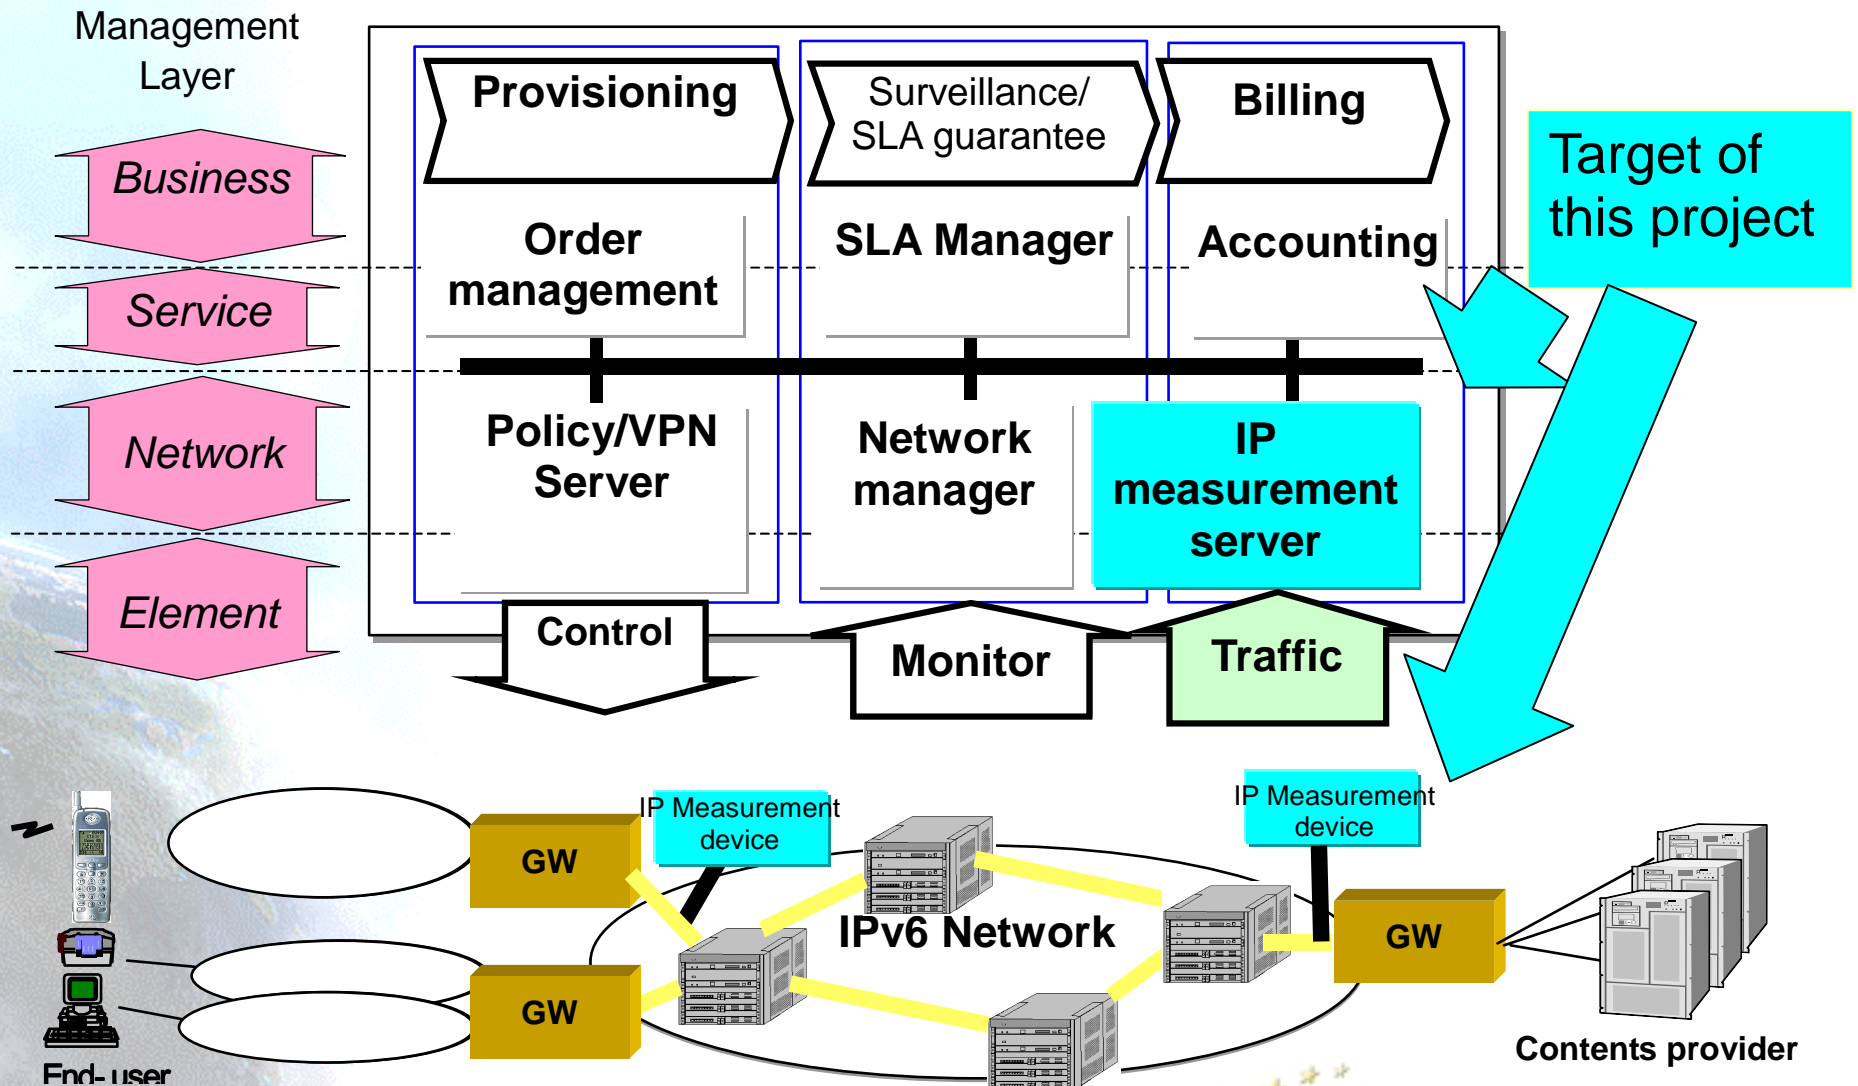 Management
Layer
Business
Service
Network
Element
Provisioning
Surveillance/
SLA guarantee
Billing
Order
management
SLA Manager
Accounting
Policy/VPN
Server
Network
manager
IP
measurement
server
Control
Monitor
Traffic
Target of
this project
GW
GW
IP Measurement
device
IPv6 Network
IP Measurement
device
GW
End-user
Contents provider